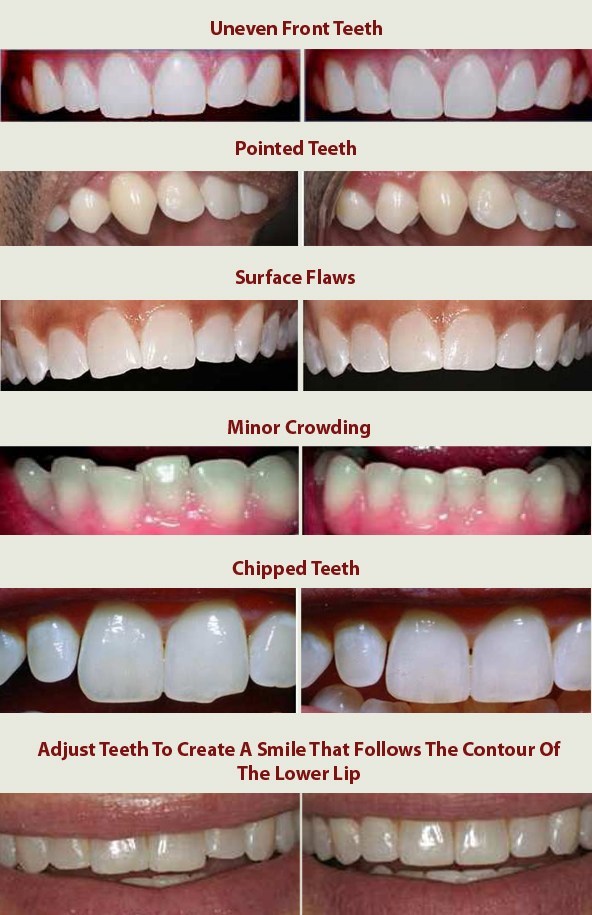 Uneven Front Teeth
Pointed Teeth
Surface Flaws
Minor Crowding
Chipped Teeth
Adjust Teeth To Create A Smile That Follows The Contour Of
The Lower Lip